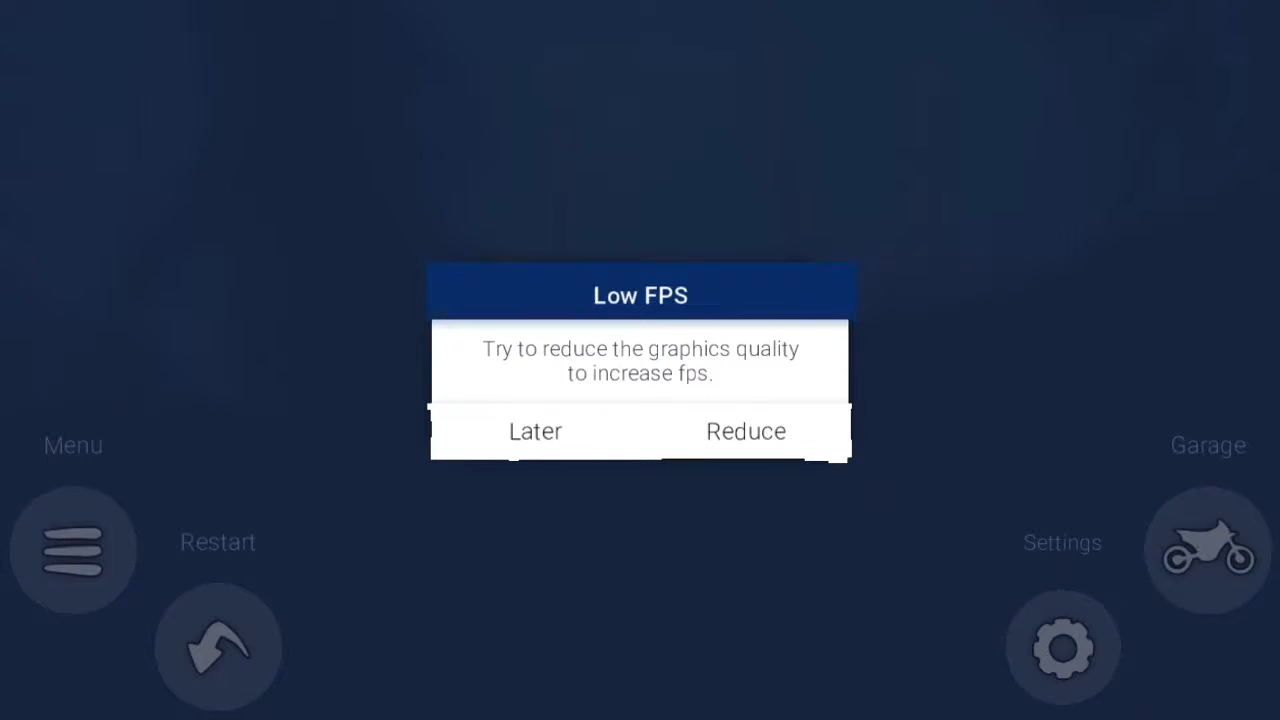 Low FPS
Try to reduce the graphics quality
to increase fps.
Later Reduce
Menu
Garage
Restart
Settings